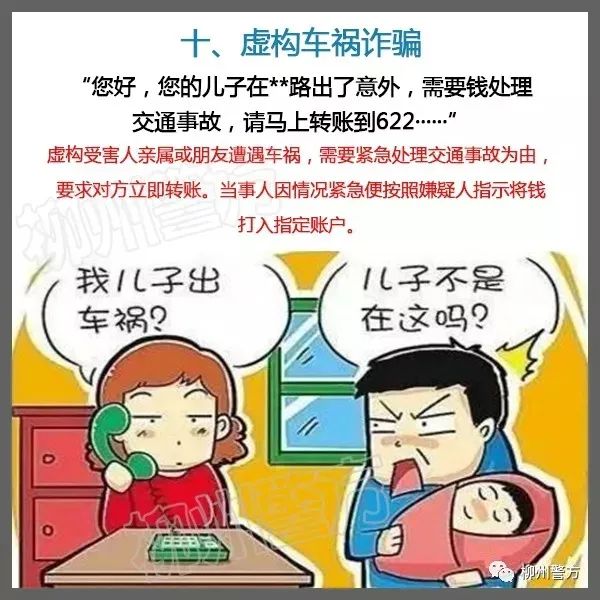 十、虚构车祸诈骗
“您好，您的儿子在**路出了意外，需要钱处理
交通事故，请马上转账到622······”
虚构受害人亲属或朋友遭遇车祸，需要紧急处理交通事故为由，
要求对方立即转账。当事人因情况紧急便按照嫌疑人指示将钱
打入指定账户。
柳州警方
我儿子出
车祸？
儿子不是
在这吗？
柳州警方
柳州警方